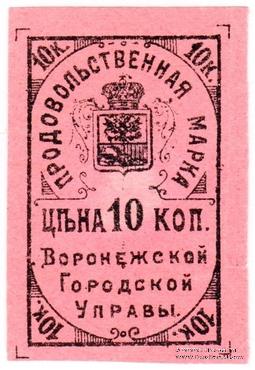 10К. 10К.
ПРОДОВОЛЬСТВЕННАЯ МАРКА
ЦѢНА 10 КОП.
ВОРОНЕЖСКОЙ
ГОРОДСКОЙ
УПРАВЫ.
10К. 10К.